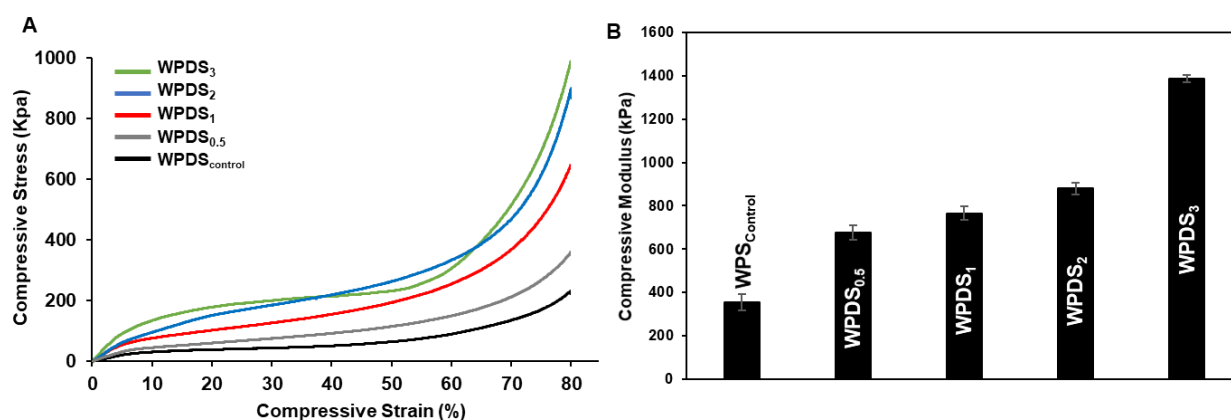 A
Compressive Stress (Kpa)
1000
800
600
400
200
0
WPDS3
WPDS2
WPDS1
WPDS0.5
WPDScontrol
0 10 20 30 40 50 60 70 80
Compressive Strain (%)
B
Compressive Modulus (kPa)
1600
1400
1200
1000
800
600
400
200
0
WPSControl
WPDS0.5
WPDS1
WPDS2
WPDS3